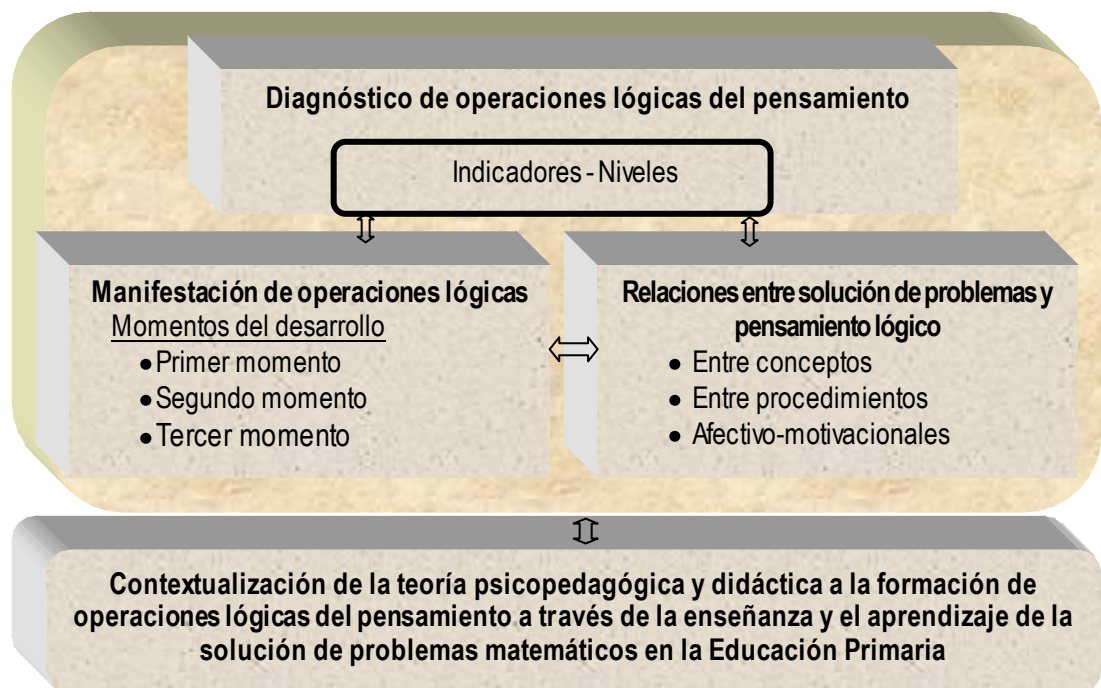 Diagnóstico de operaciones lógicas del pensamiento
Indicadores - Niveles
Manifestación de operaciones lógicas
Momentos del desarrollo
• Primer momento
• Segundo momento
• Tercer momento
Relaciones entre solución de problemas y
pensamiento lógico
• Entre conceptos
• Entre procedimientos
• Afectivo-motivacionales
Contextualización de la teoría psicopedagógica y didáctica a la formación de
operaciones lógicas del pensamiento a través de la enseñanza y el aprendizaje de la
solución de problemas matemáticos en la Educación Primaria